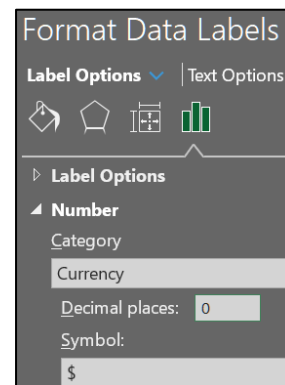 Format Data Labels
Label Options Text Options
Label Options
Number
Category
Currency
Decimal places: 0
Symbol:
$